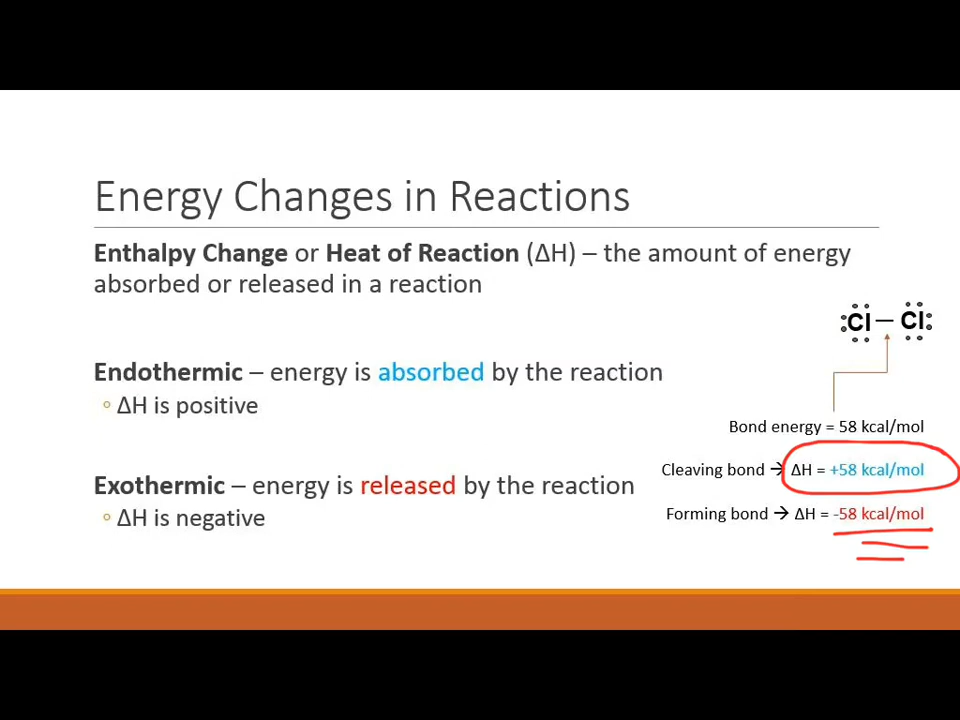 Energy Changes in Reactions
Enthalpy Change or Heat of Reaction (ΔH) – the amount of energy
absorbed or released in a reaction
Cl – Cl
Endothermic – energy is absorbed by the reaction
◦ ΔH is positive
Bond energy = 58 kcal/mol
Cleaving bond → ΔH = +58 kcal/mol
Exothermic – energy is released by the reaction
Forming bond → ΔH = -58 kcal/mol
◦ ΔH is negative